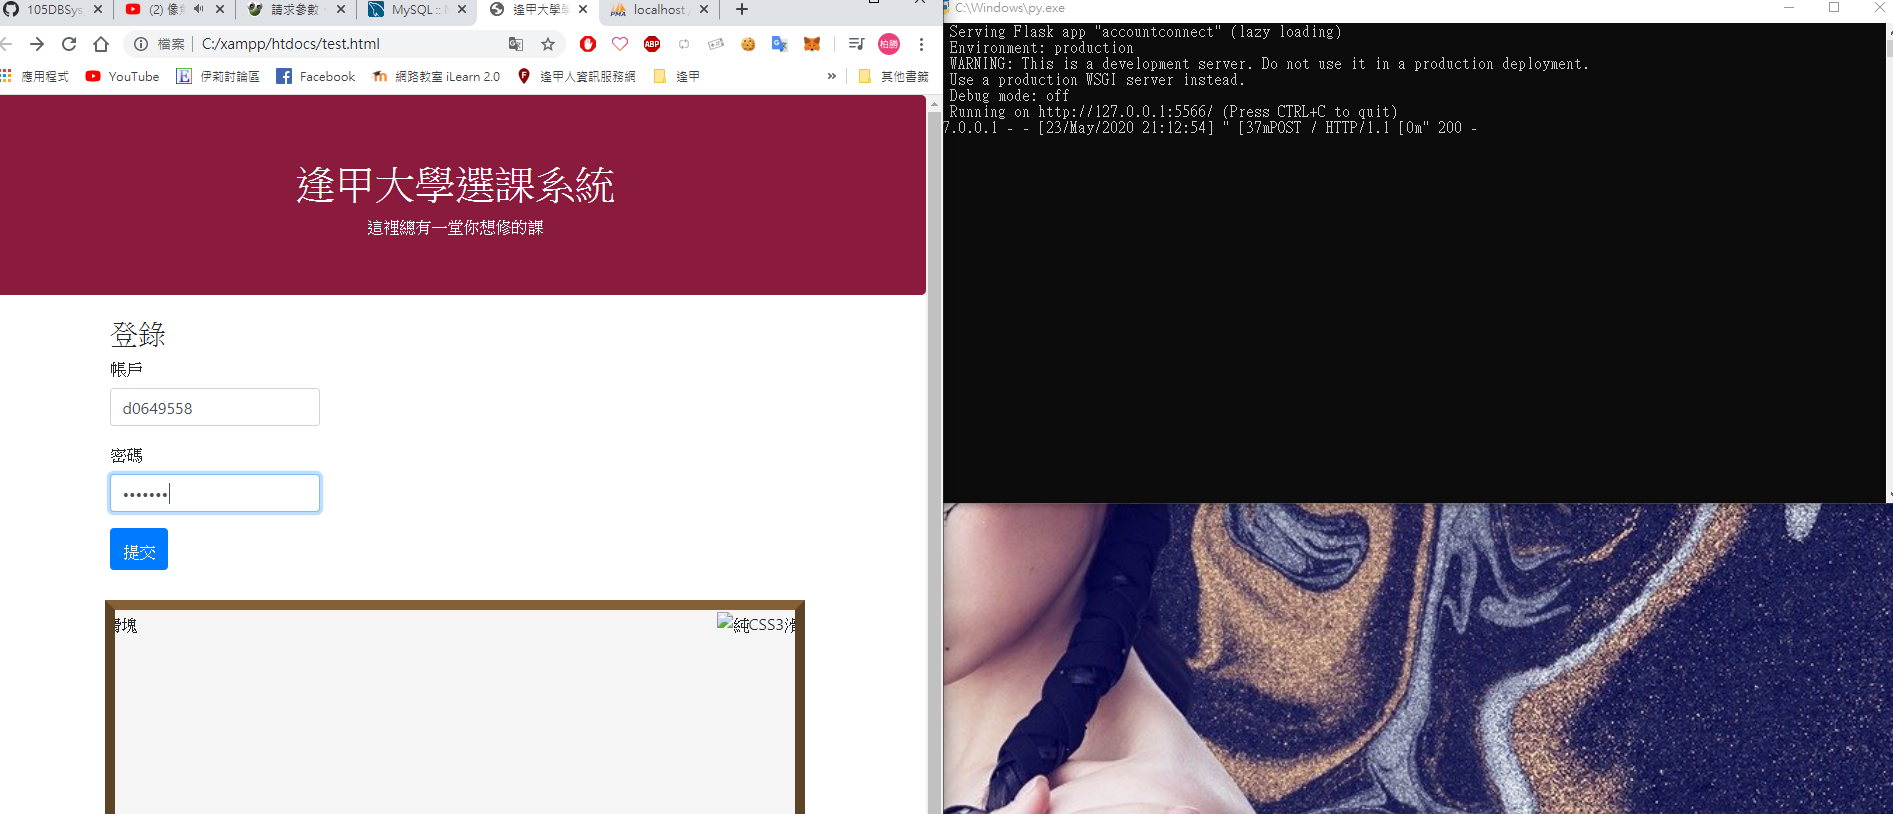 105DBSys
(2) 像
請求參數
MySQL :: M
逢甲大學
localhost
檔案 C:/xampp/htdocs/test.html
ABP
柏勝
應用程式 YouTube 伊莉討論區 Facebook 網路教室 iLearn 2.0 逢甲人資訊服務網 逢甲 » 其他書籤
逢甲大學選課系統
這裡總有一堂你想修的課
登錄
帳戶
d0649558
密碼
•••••••
提交
滑塊
純CSS3滑
C:\Windows\py.exe
Serving Flask app "accountconnect" (lazy loading)
Environment: production
WARNING: This is a development server. Do not use it in a production deployment.
Use a production WSGI server instead.
Debug mode: off
Running on http://127.0.0.1:5566/ (Press CTRL+C to quit)
7.0.0.1 - - [23/May/2020 21:12:54] " [37mPOST / HTTP/1.1 [0m" 200 -